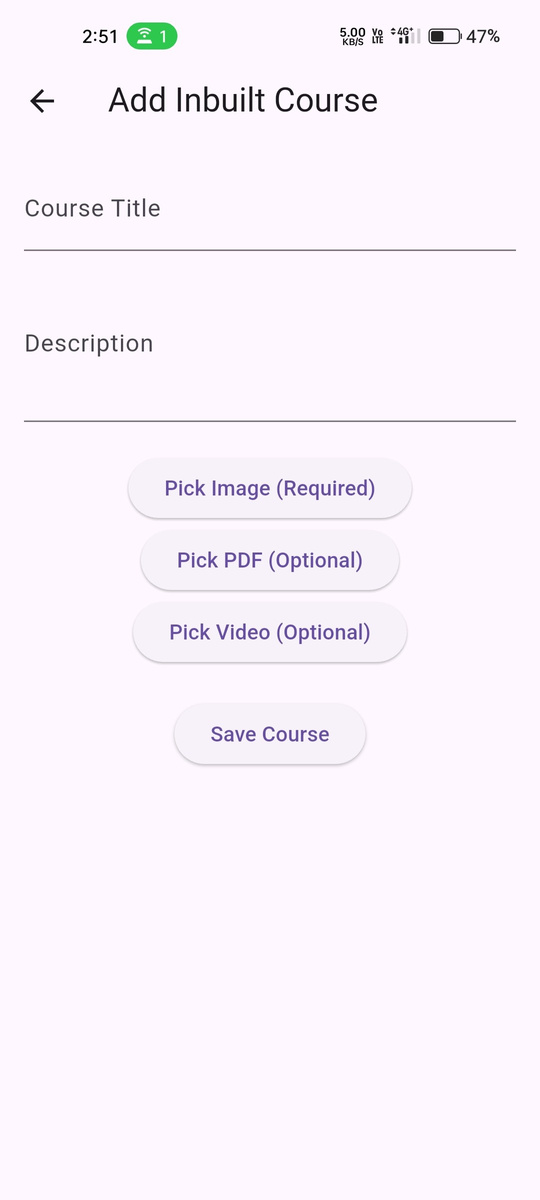 2:51 1 5.00 KB/S Vo LTE 4G+ 47%
Add Inbuilt Course
Course Title
Description
Pick Image (Required)
Pick PDF (Optional)
Pick Video (Optional)
Save Course